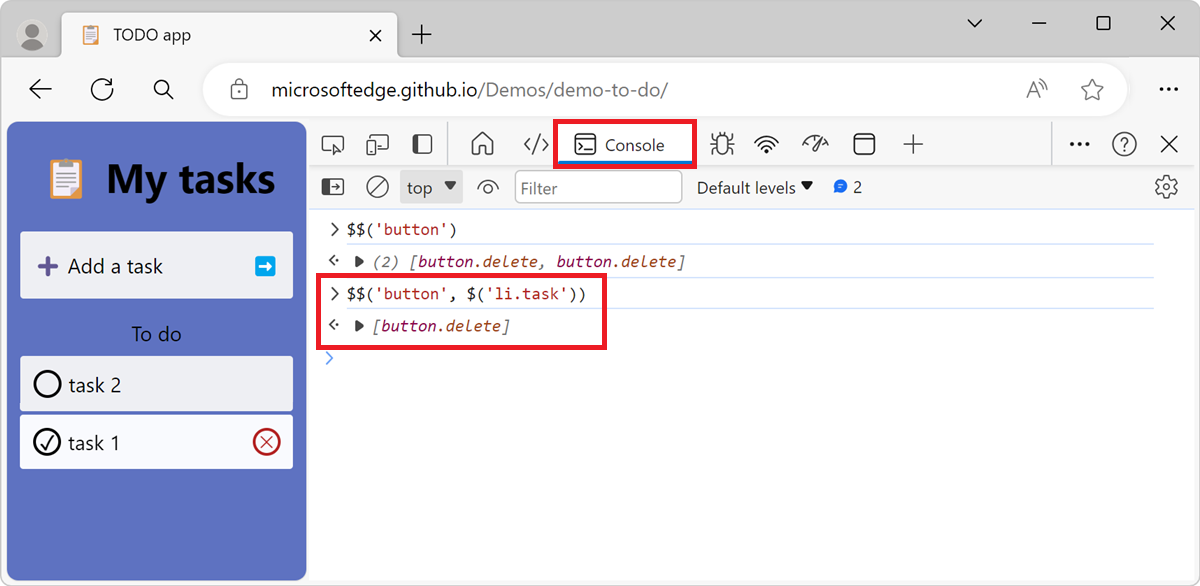 TODO app
microsoftedge.github.io/Demos/demo-to-do/
My tasks
Add a task
To do
task 2
task 1
Console
top
Filter
Default levels
2
$$('button')
(2) [button.delete, button.delete]
$$('button', $('li.task'))
[button.delete]